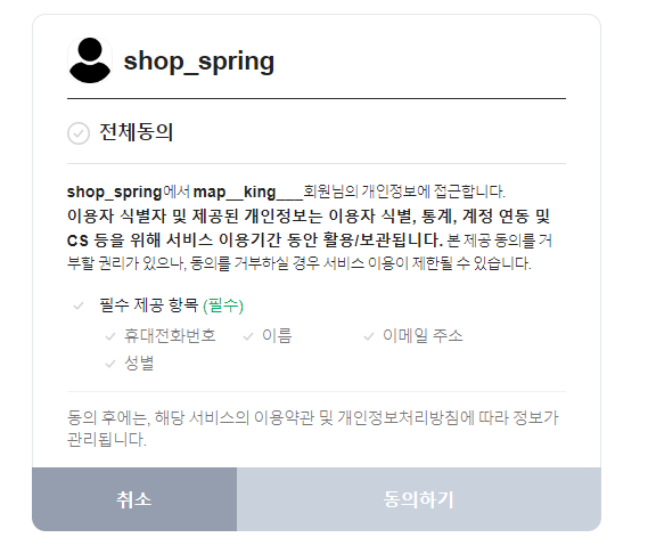 shop_spring
전체동의
shop_spring에서 map__king___회원님의 개인정보에 접근합니다.
이용자 식별자 및 제공된 개인정보는 이용자 식별, 통계, 계정 연동 및
CS 등을 위해 서비스 이용기간 동안 활용/보관됩니다. 본 제공 동의를 거
부할 권리가 있으나, 동의를 거부하실 경우 서비스 이용이 제한될 수 있습니다.
필수 제공 항목 (필수)
휴대전화번호 이름 이메일 주소
성별
동의 후에는, 해당 서비스의 이용약관 및 개인정보처리방침에 따라 정보가
관리됩니다.
취소 동의하기